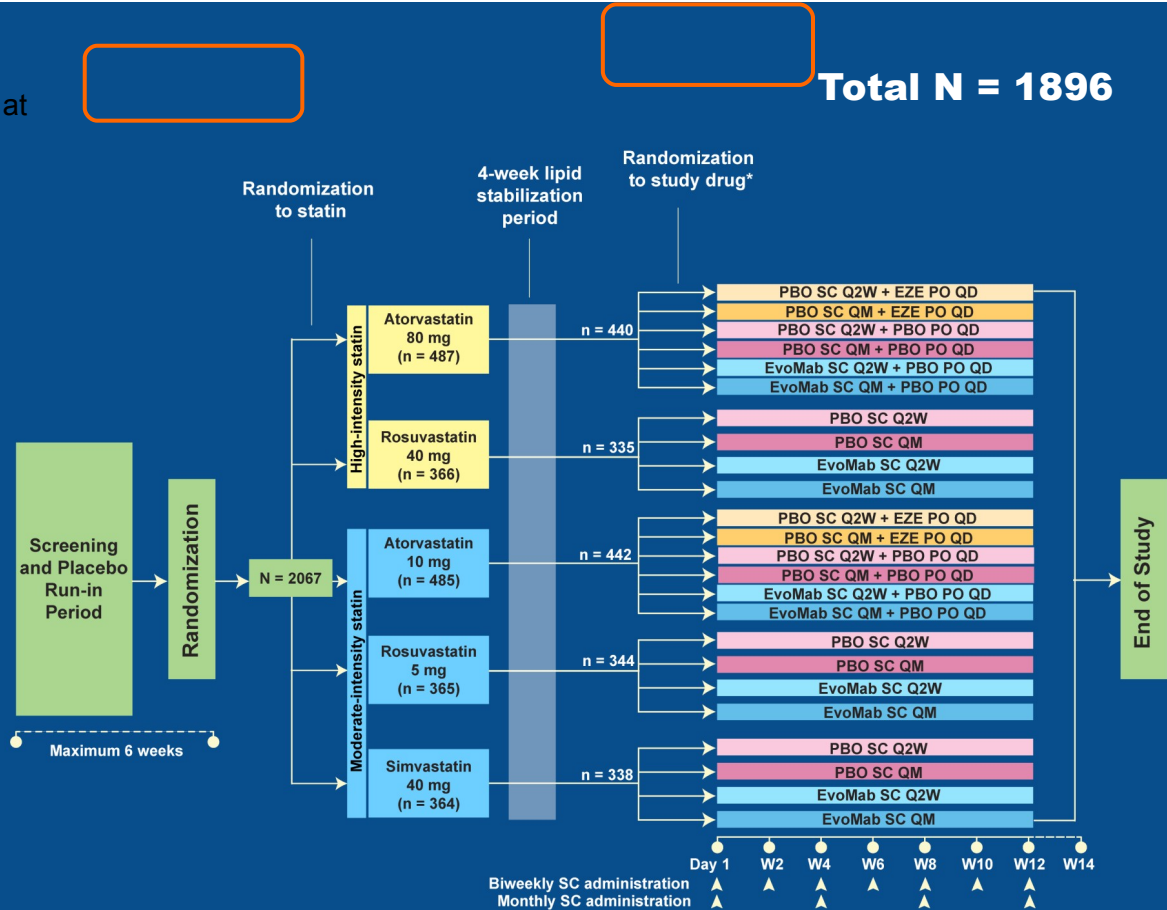 at
Total N = 1896
Randomization
to statin
4-week lipid
stabilization
period
Randomization
to study drug*
Screening
and Placebo
Run-in
Period
Maximum 6 weeks
Randomization
N = 2067
High-intensity statin
Atorvastatin
80 mg
(n = 487)
Rosuvastatin
40 mg
(n = 366)
Moderate-intensity statin
Atorvastatin
10 mg
(n = 485)
Rosuvastatin
5 mg
(n = 365)
Simvastatin
40 mg
(n = 364)
n = 440
PBO SC Q2W + EZE PO QD
PBO SC QM + EZE PO QD
PBO SC Q2W + PBO PO QD
PBO SC QM + PBO PO QD
EvoMab SC Q2W + PBO PO QD
EvoMab SC QM + PBO PO QD
n = 335
PBO SC Q2W
PBO SC QM
EvoMab SC Q2W
EvoMab SC QM
n = 442
PBO SC Q2W + EZE PO QD
PBO SC QM + EZE PO QD
PBO SC Q2W + PBO PO QD
PBO SC QM + PBO PO QD
EvoMab SC Q2W + PBO PO QD
EvoMab SC QM + PBO PO QD
n = 344
PBO SC Q2W
PBO SC QM
EvoMab SC Q2W
EvoMab SC QM
n = 338
PBO SC Q2W
PBO SC QM
EvoMab SC Q2W
EvoMab SC QM
End of Study
Day 1 W2 W4 W6 W8 W10 W12 W14
Biweekly SC administration
Monthly SC administration